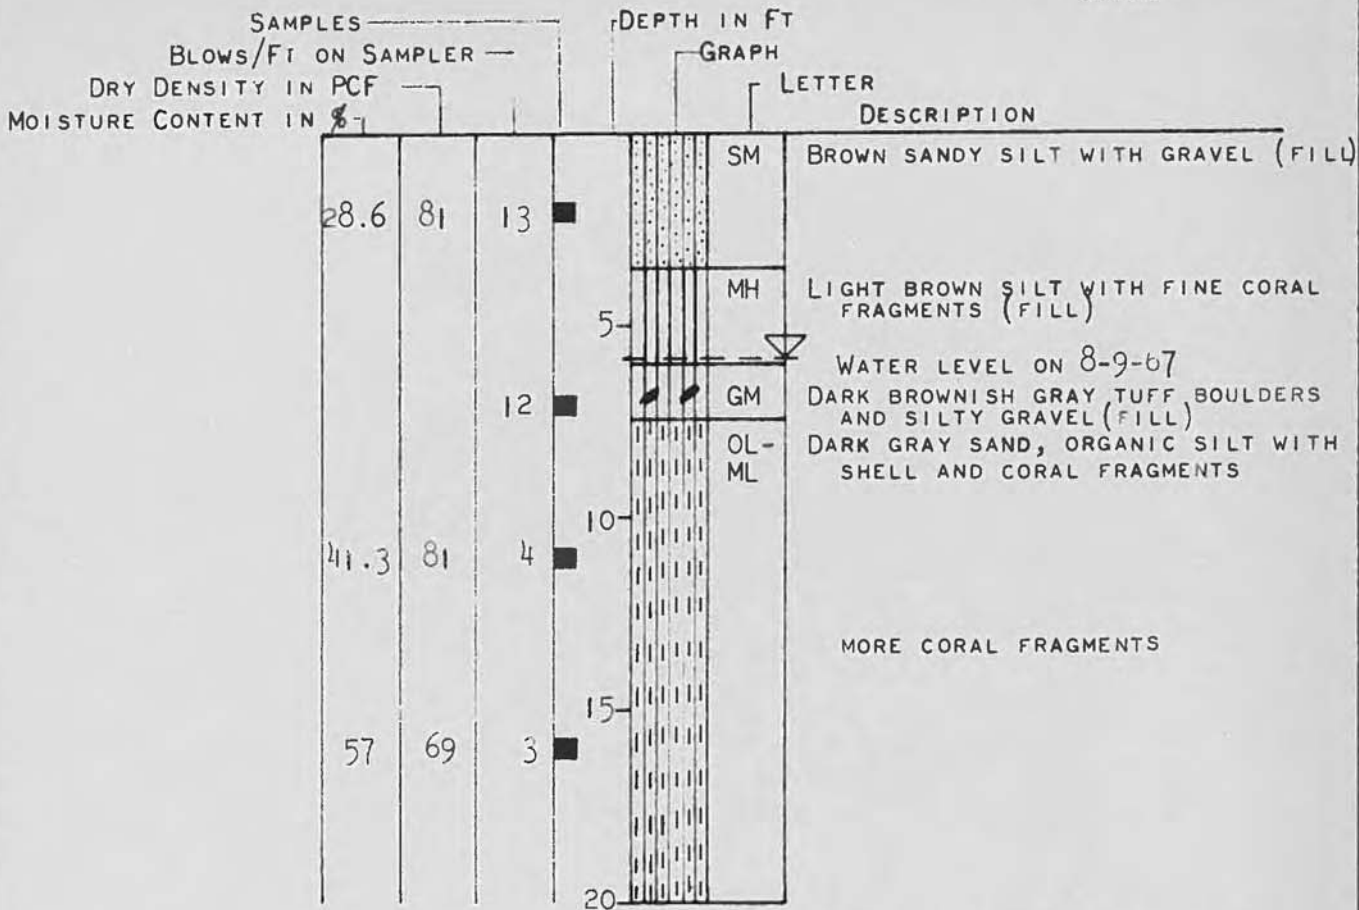 SAMPLES
DEPTH IN FT
BLOWS/FT ON SAMPLER
GRAPH
DRY DENSITY IN PCF
LETTER
MOISTURE CONTENT IN %
DESCRIPTION
SM BROWN SANDY SILT WITH GRAVEL (FILL)
28.6 81 13
MH LIGHT BROWN SILT WITH FINE CORAL
FRAGMENTS (FILL)
5
WATER LEVEL ON 8-9-67
12 GM DARK BROWNISH GRAY TUFF BOULDERS
AND SILTY GRAVEL (FILL)
OL- DARK GRAY SAND, ORGANIC SILT WITH
ML SHELL AND CORAL FRAGMENTS
10
41.3 81 4
MORE CORAL FRAGMENTS
15
57 69 3
20